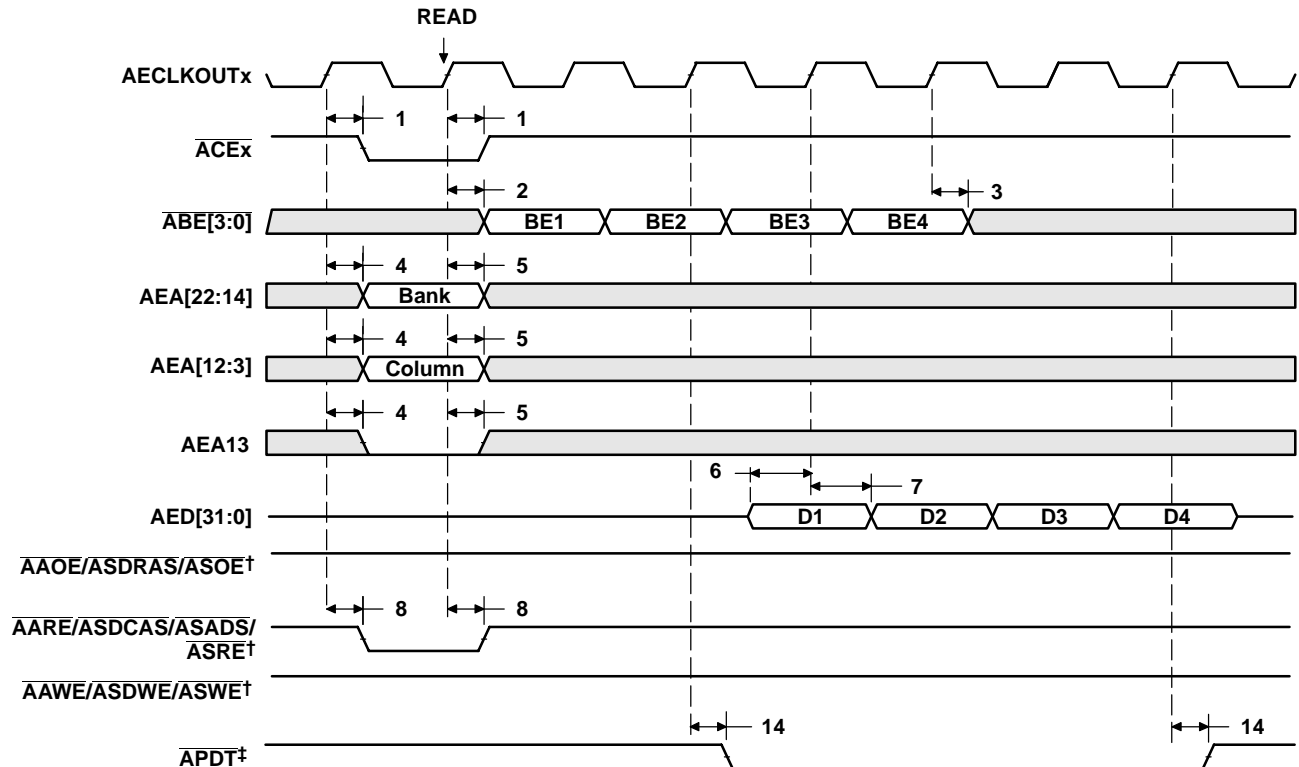 READ
AECLKOUTx
1 1
ACEx
2 3
ABE[3:0] BE1 BE2 BE3 BE4
4 5
AEA[22:14] Bank
4 5
AEA[12:3] Column
4 5
AEA13
6 7
AED[31:0] D1 D2 D3 D4
AAOE/ASDRAS/ASOE†
8 8
AARE/ASDCAS/ASADS/
ASRE†
AAWE/ASDWE/ASWE†
14 14
APDT‡